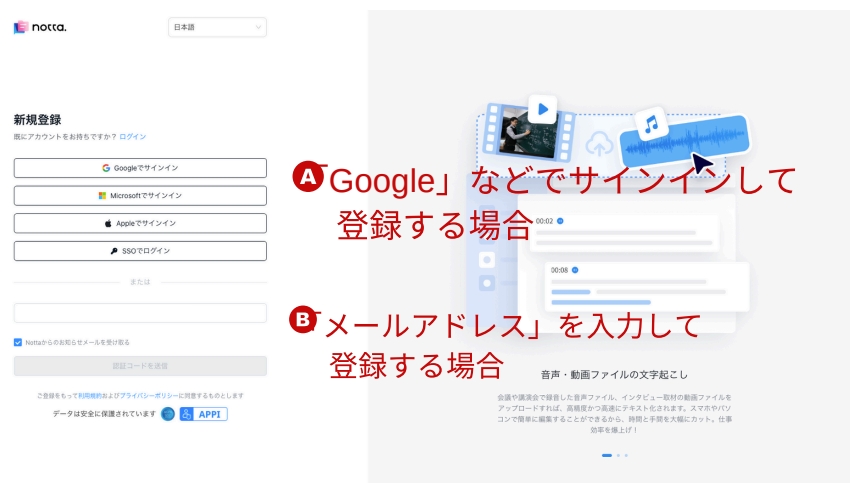 notta.
日本語
新規登録
既にアカウントをお持ちですか？ ログイン
Googleでサインイン
Microsoftでサインイン
Appleでサインイン
SSOでログイン
または
Nottaからのお知らせメールを受け取る
認証コードを送信
ご登録をもって利用規約およびプライバシーポリシーに同意するものとします
データは安全に保護されています APPI
A「Google」などでサインインして
登録する場合
B「メールアドレス」を入力して
登録する場合
00:02
00:08
音声・動画ファイルの文字起こし
会議や講演会で録音した音声ファイル、インタビュー取材の動画ファイルを
アップロードすれば、高精度かつ高速にテキスト化されます。スマホやパソ
コンで簡単に編集することができるから、時間と手間を大幅にカット。仕事
効率を爆上げ！